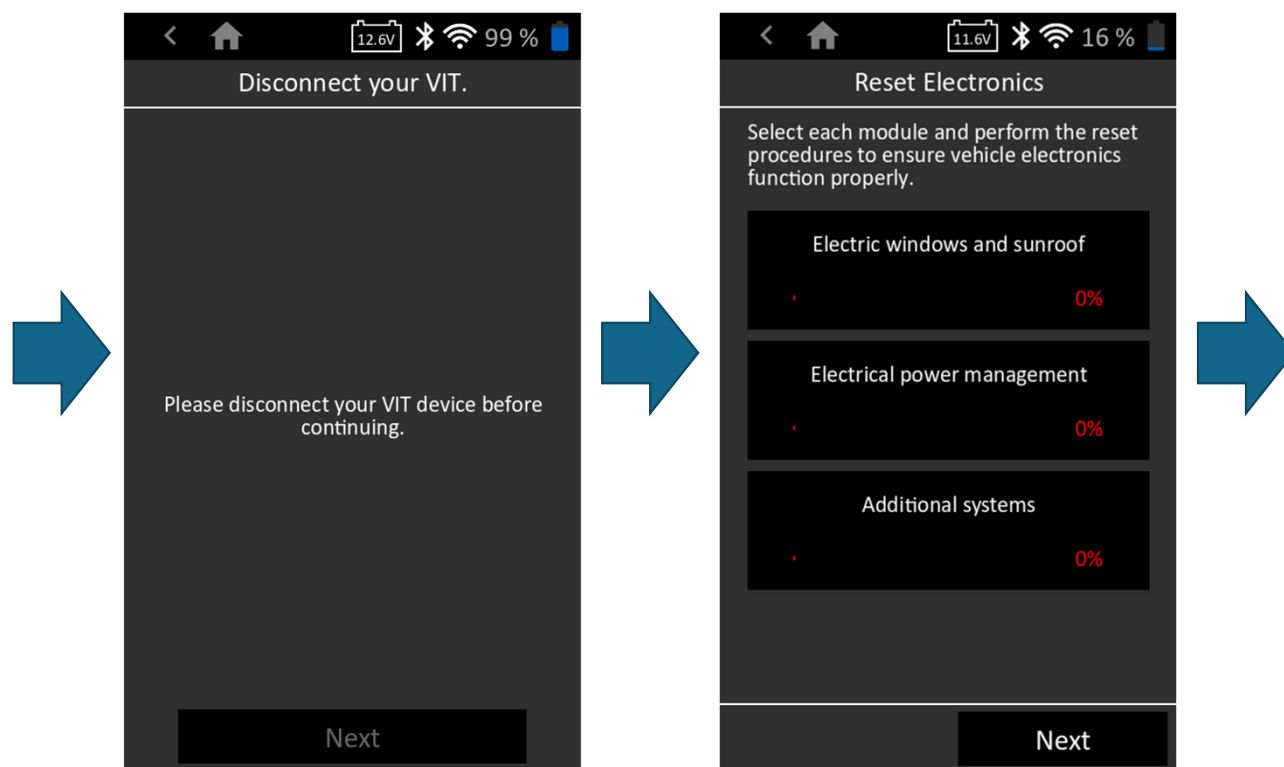 12.6V 99 %
Disconnect your VIT.
Please disconnect your VIT device before
continuing.
Next
11.6V 16 %
Reset Electronics
Select each module and perform the reset
procedures to ensure vehicle electronics
function properly.
Electric windows and sunroof
0%
Electrical power management
0%
Additional systems
0%
Next